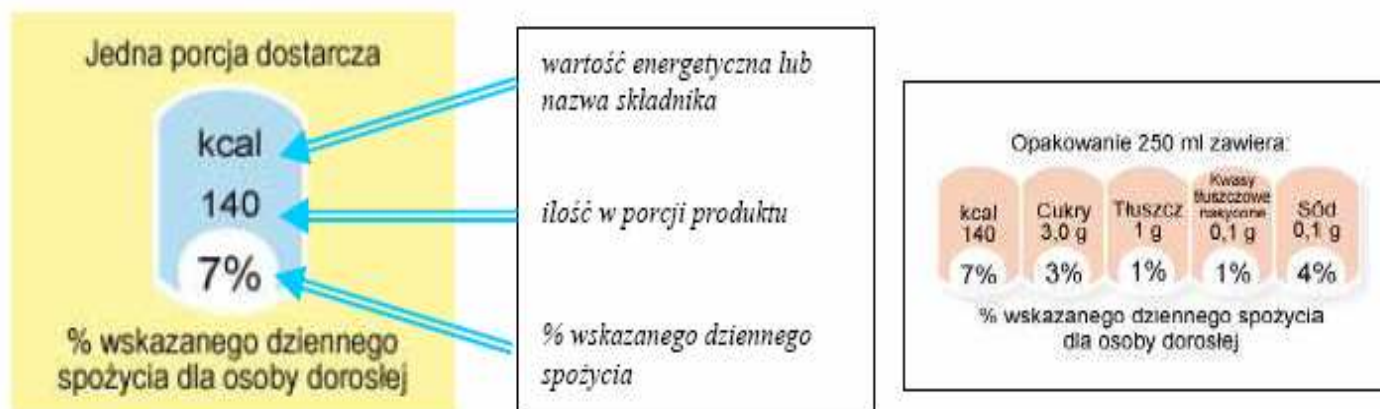 Jedna porcja dostarcza
kcal
140
7%
% wskazanego dziennego
spożycia dla osoby dorosłej
wartość energetyczna lub
nazwa składnika
ilość w porcji produktu
% wskazanego dziennego
spożycia
Opakowanie 250 ml zawiera:
kcal
140
7%
Cukry
3,0 g
3%
Tłuszcz
1 g
1%
Kwasy
tłuszczowe
nasycone
0,1 g
1%
Sód
0,1 g
4%
% wskazanego dziennego spożycia
dla osoby dorosłej